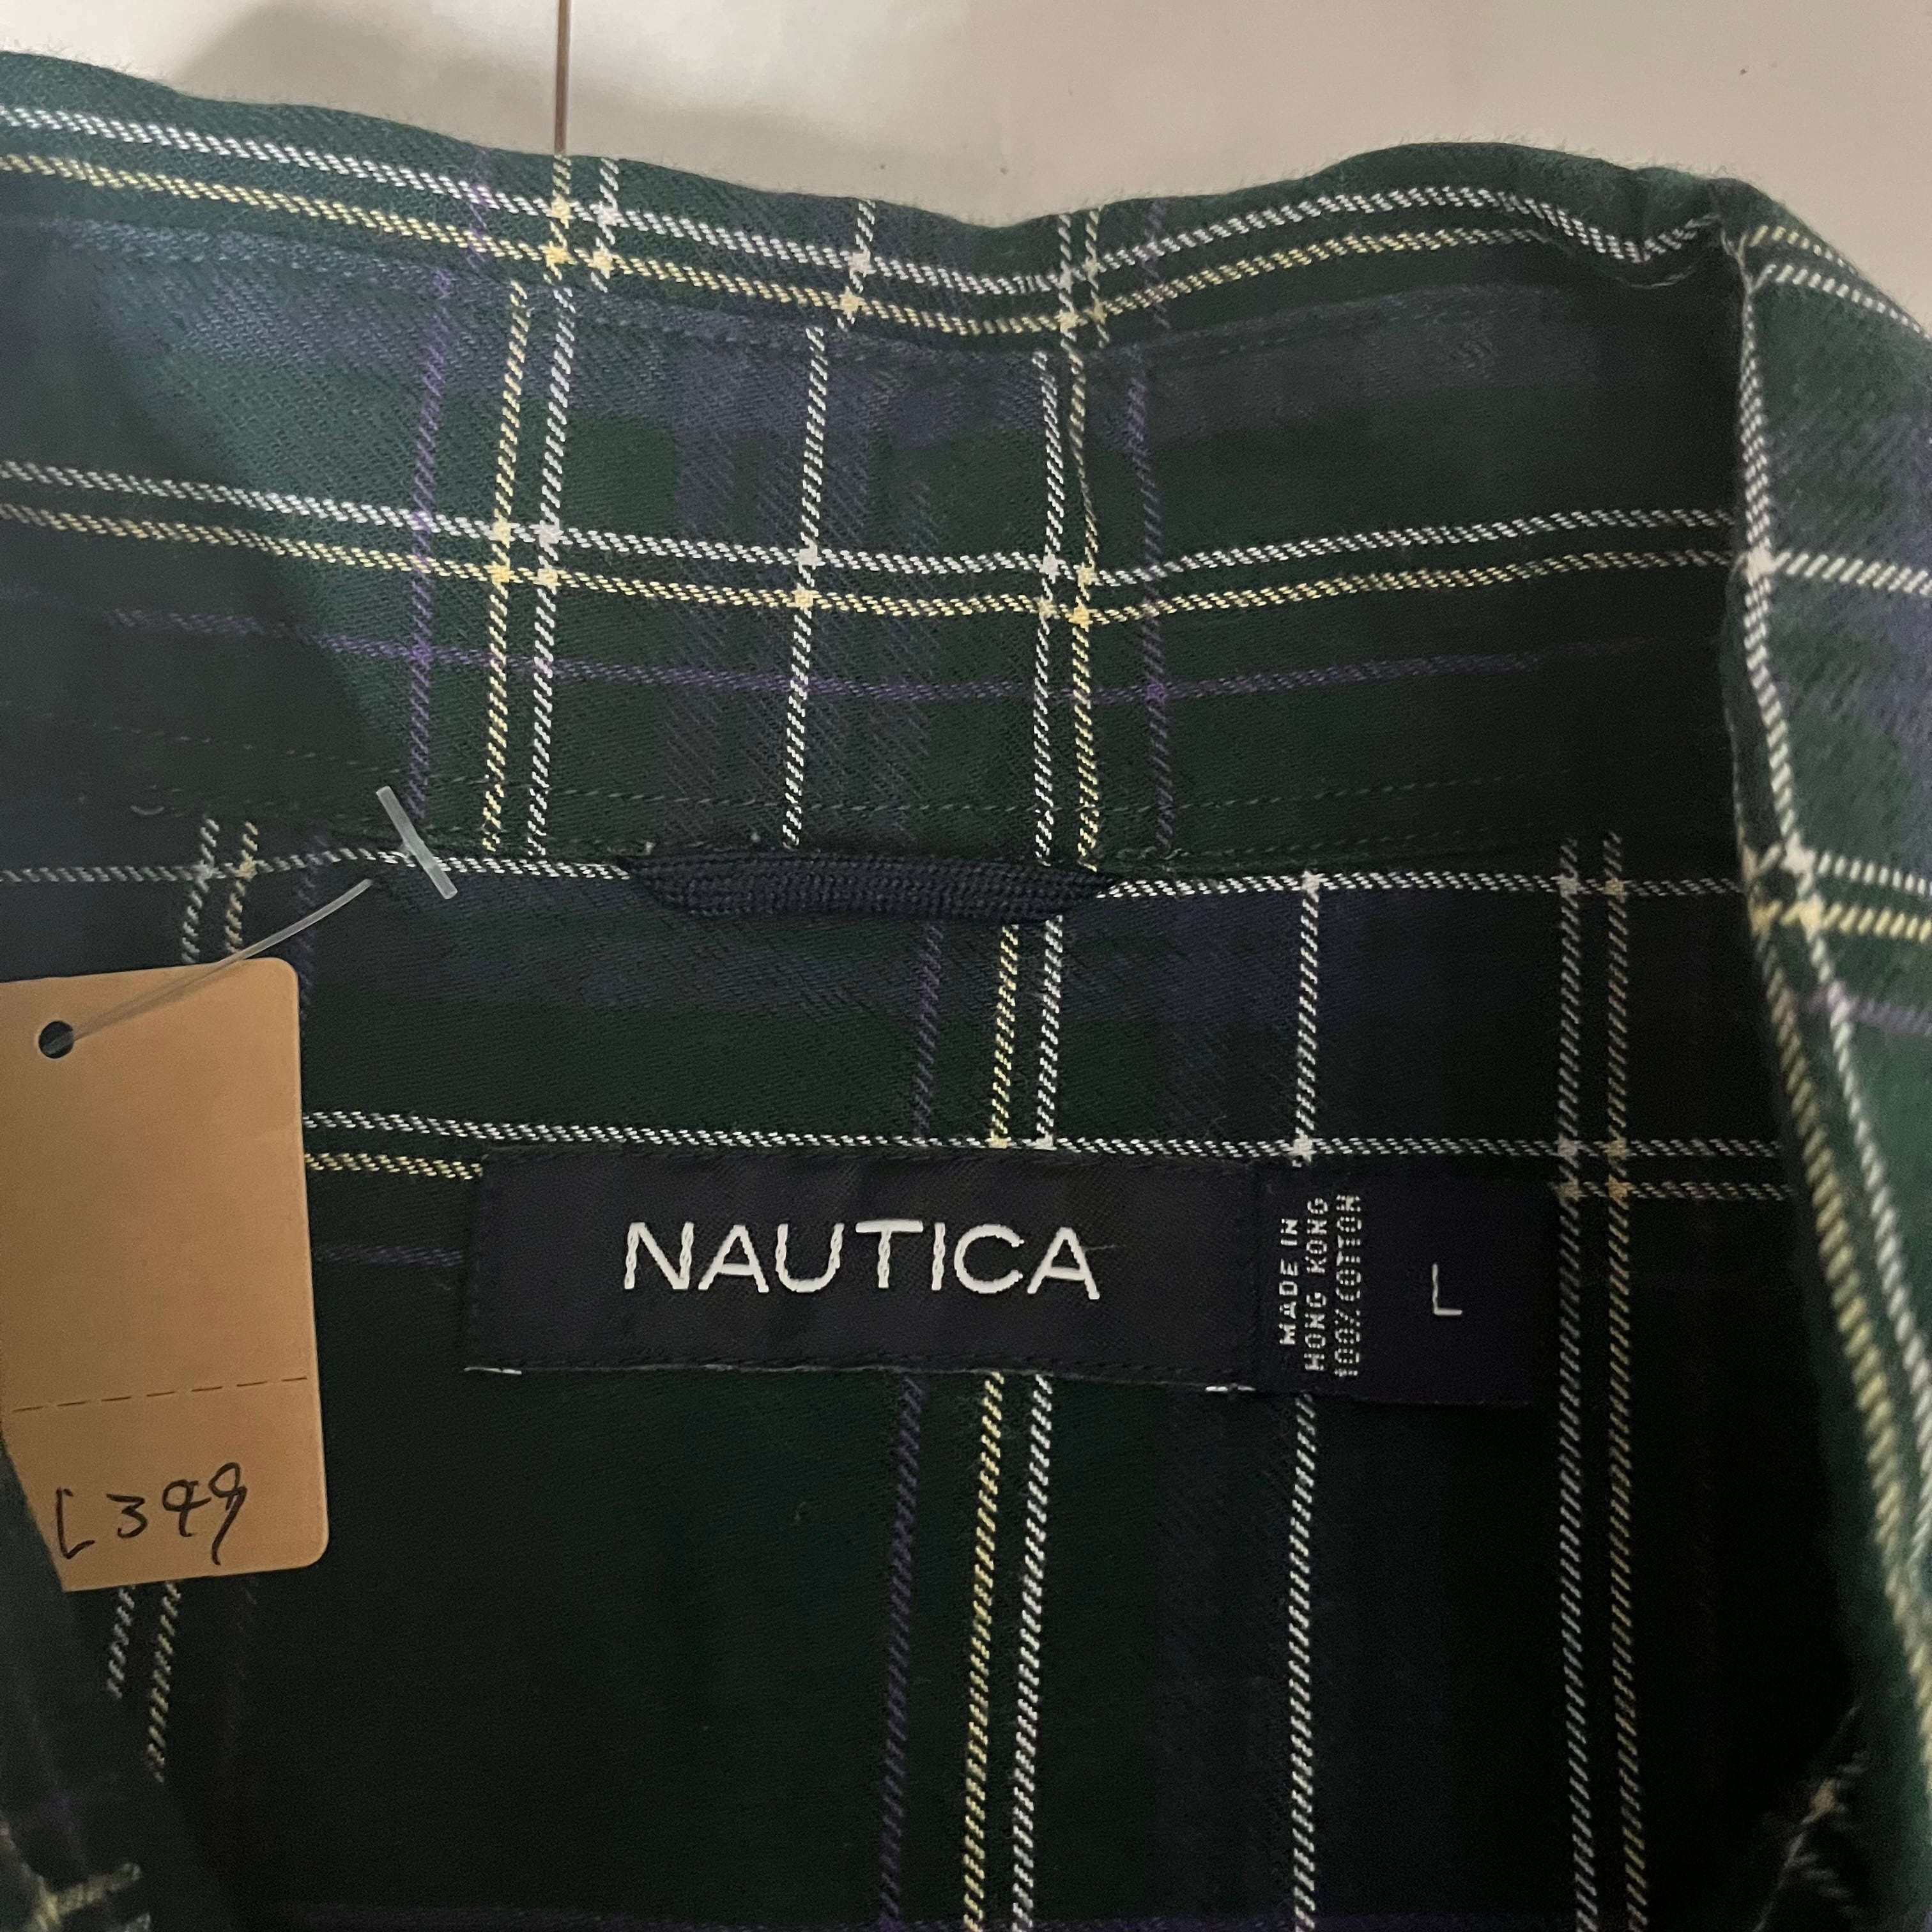 NAUTICA
MADE IN
HONG KONG
100% COTTON
L
L399